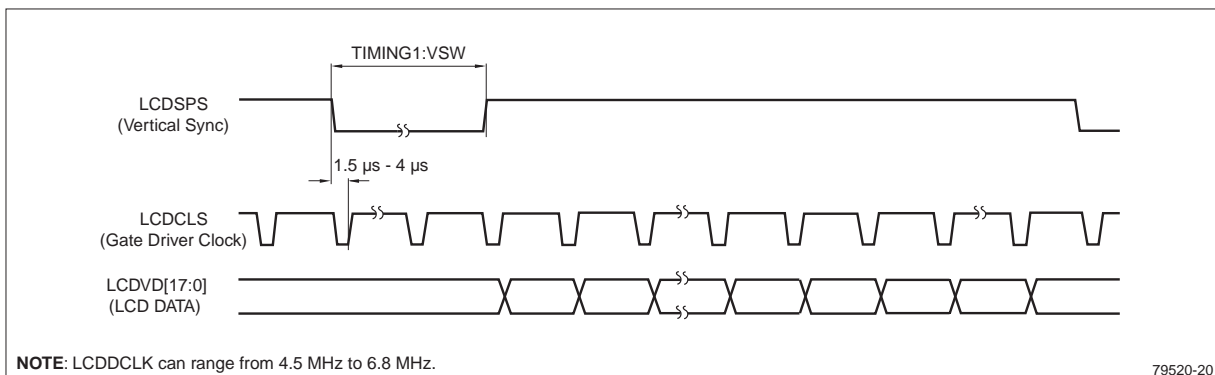 TIMING1:VSW
LCDSPS
(Vertical Sync)
1.5 µs - 4 µs
LCDCLS
(Gate Driver Clock)
LCDVD[17:0]
(LCD DATA)
NOTE: LCDDCLK can range from 4.5 MHz to 6.8 MHz.
79520-20